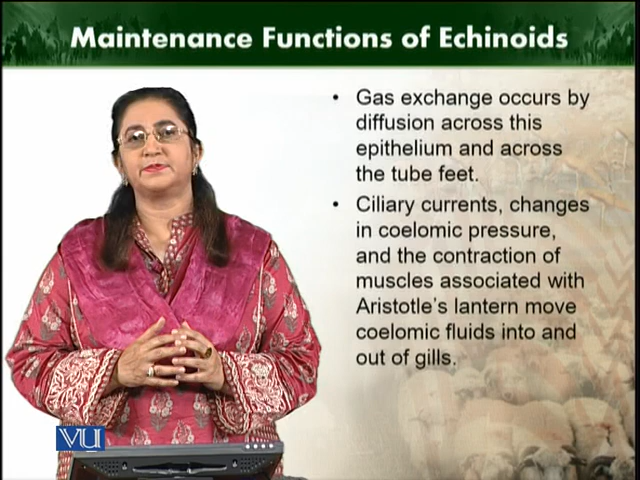 Maintenance Functions of Echinoids
• Gas exchange occurs by
diffusion across this
epithelium and across
the tube feet.
• Ciliary currents, changes
in coelomic pressure,
and the contraction of
muscles associated with
Aristotle's lantern move
coelomic fluids into and
out of gills.
VU